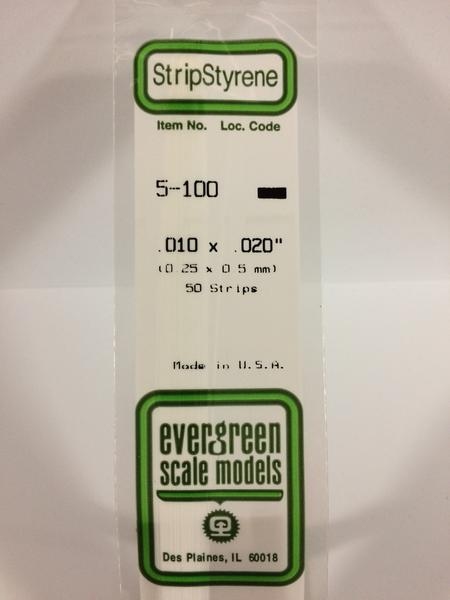 StripStyrene
Item No. Loc. Code
5-100
.010 x .020"
(0.25 x 0.5 mm)
50 Strips
Made in U.S.A.
evergreen
scale models
Des Plaines, IL 60018